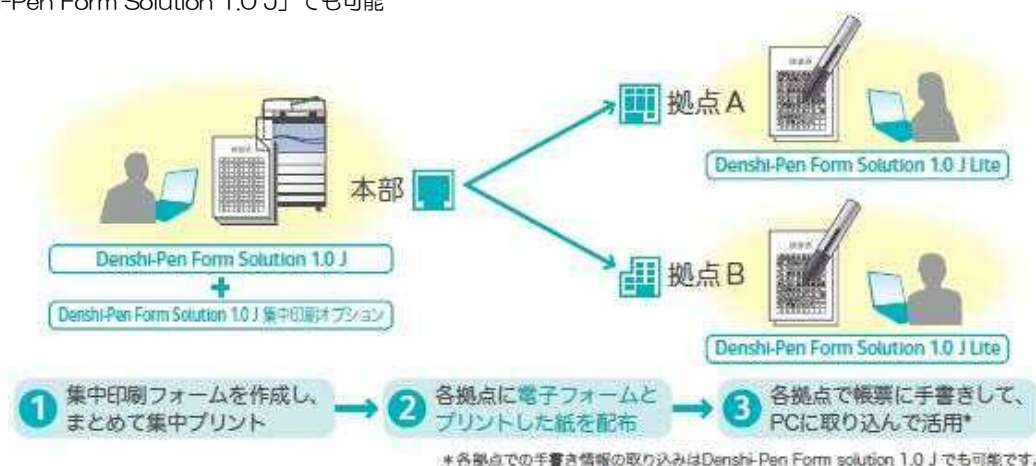 -Pen Form Solution 1.0 J」でも可能
拠点A
Denshi-Pen Form Solution 1.0 J Lite
本部
Denshi-Pen Form Solution 1.0 J
+
Denshi-Pen Form Solution 1.0 J 集中印刷オプション
拠点B
Denshi-Pen Form Solution 1.0 J Lite
1 集中印刷フォームを作成し、
まとめて集中プリント
2 各拠点に電子フォームと
プリントした紙を配布
3 各拠点で帳票に手書きして、
PCに取り込んで活用*
*各拠点での手書き情報の取り込みはDenshi-Pen Form solution 1.0 J でも可能です。